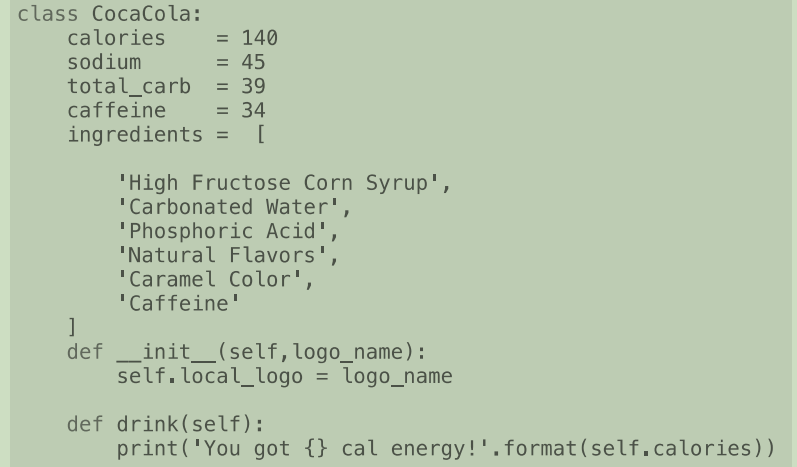 class CocaCola:
    calories    = 140
    sodium      = 45
    total_carb  = 39
    caffeine    = 34
    ingredients =  [
        'High Fructose Corn Syrup',
        'Carbonated Water',
        'Phosphoric Acid',
        'Natural Flavors',
        'Caramel Color',
        'Caffeine'
    ]
    def __init__(self,logo_name):
        self.local_logo = logo_name
    def drink(self):
        print('You got {} cal energy!'.format(self.calories))